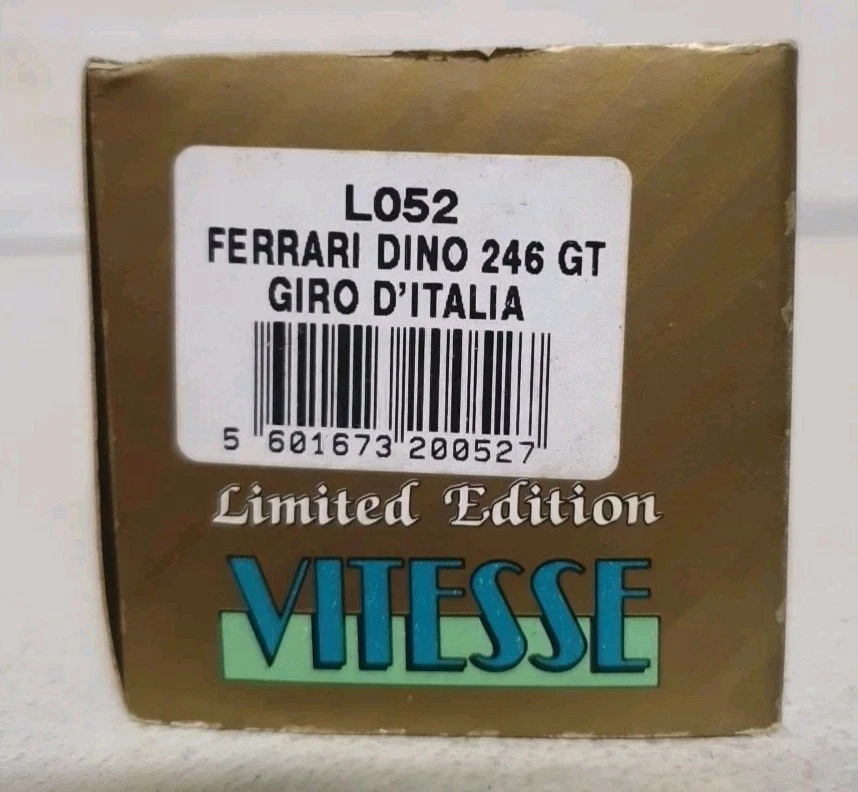 L052
FERRARI DINO 246 GT
GIRO D'ITALIA
5 601673 200527
Limited Edition
VITESSE